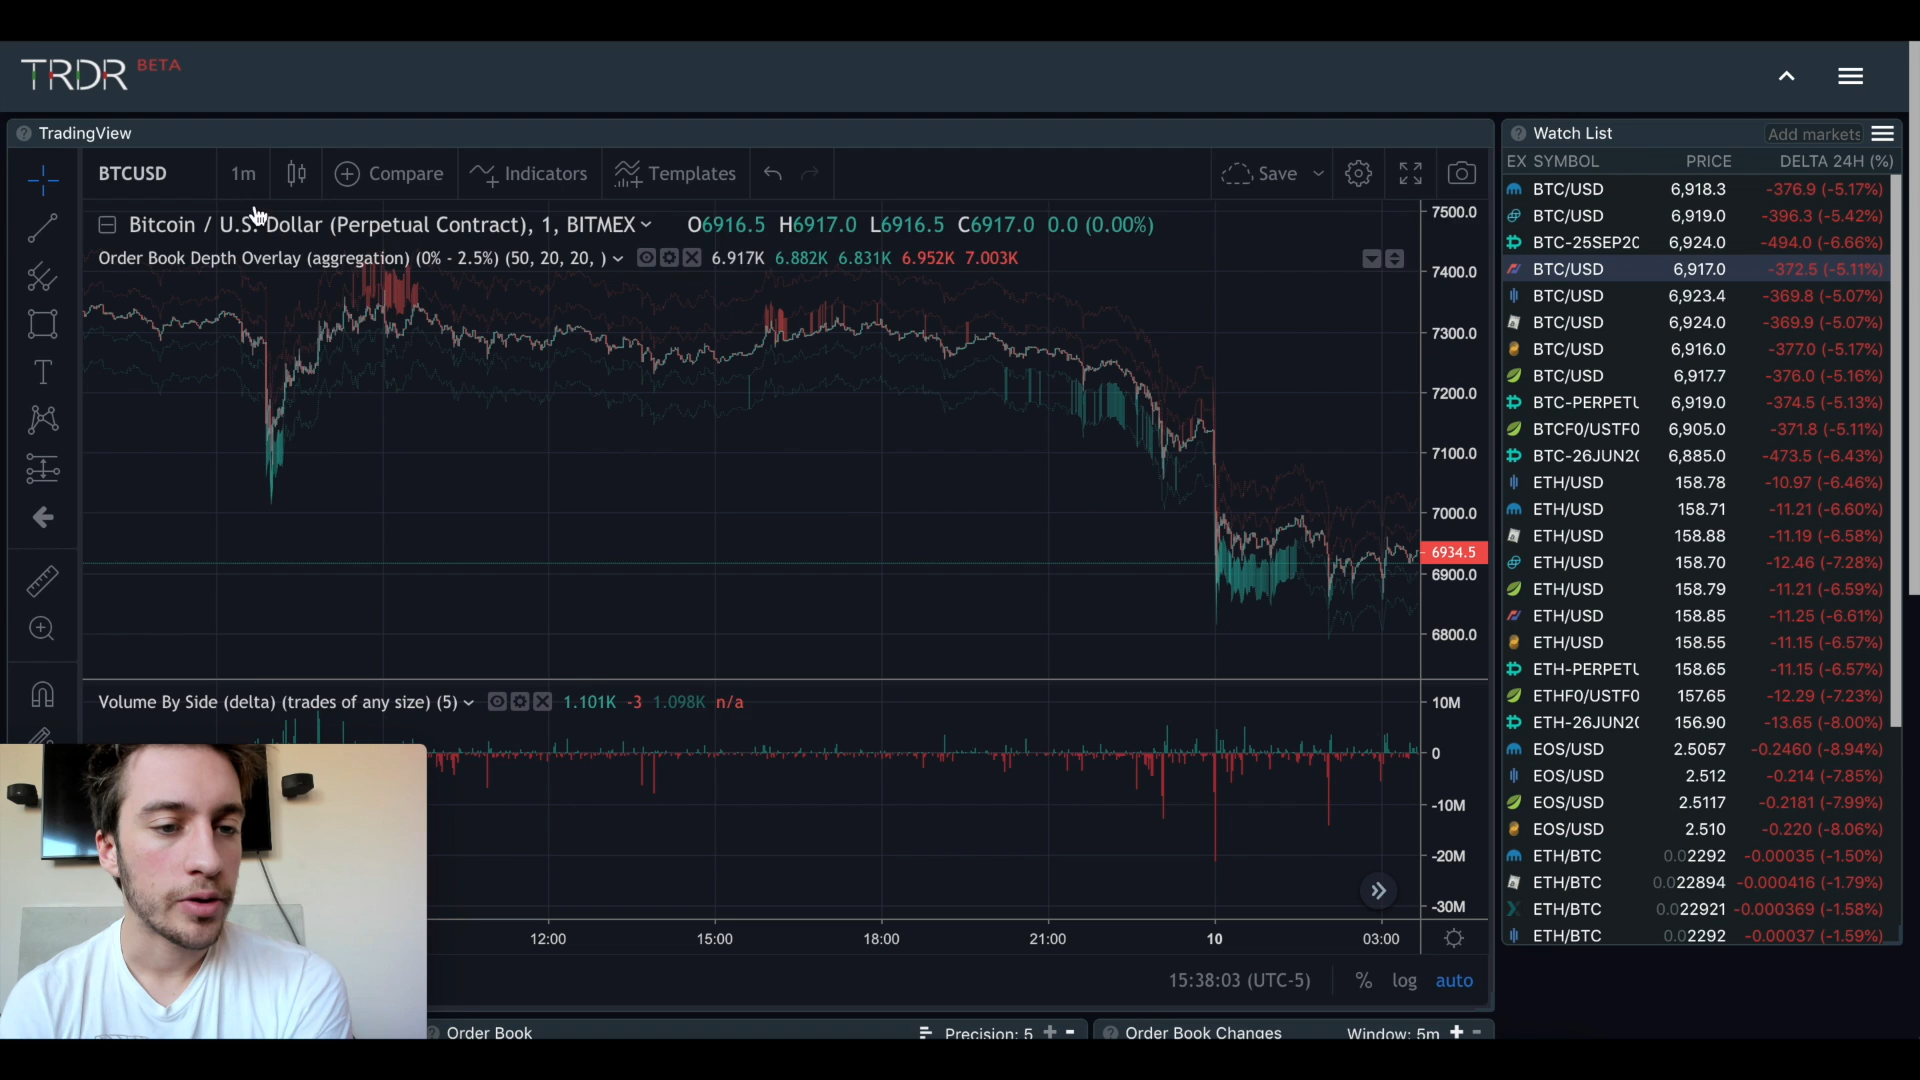 TRDR BETA
TradingView
BTCUSD 1m Compare Indicators Templates Save
Bitcoin / U.S. Dollar (Perpetual Contract), 1, BITMEX O6916.5 H6917.0 L6916.5 C6917.0 0.0 (0.00%)
Order Book Depth Overlay (aggregation) (0% - 2.5%) (50, 20, 20, ) 6.917K 6.882K 6.831K 6.952K 7.003K
7500.0
7400.0
7300.0
7200.0
7100.0
7000.0
6934.5
6900.0
6800.0
Volume By Side (delta) (trades of any size) (5) 1.101K -3 1.098K n/a
10M
0
-10M
-20M
-30M
12:00 15:00 18:00 21:00 10 03:00
15:38:03 (UTC-5) % log auto
Order Book Precision: 5 + -
Order Book Changes Window: 5m + -
Watch List Add markets
EX SYMBOL PRICE DELTA 24H (%)
BTC/USD 6,918.3 -376.9 (-5.17%)
BTC/USD 6,919.0 -396.3 (-5.42%)
BTC-25SEP20 6,924.0 -494.0 (-6.66%)
BTC/USD 6,917.0 -372.5 (-5.11%)
BTC/USD 6,923.4 -369.8 (-5.07%)
BTC/USD 6,924.0 -369.9 (-5.07%)
BTC/USD 6,916.0 -377.0 (-5.17%)
BTC/USD 6,917.7 -376.0 (-5.16%)
BTC-PERPETU 6,919.0 -374.5 (-5.13%)
BTCF0/USTF0 6,905.0 -371.8 (-5.11%)
BTC-26JUN20 6,885.0 -473.5 (-6.43%)
ETH/USD 158.78 -10.97 (-6.46%)
ETH/USD 158.71 -11.21 (-6.60%)
ETH/USD 158.88 -11.19 (-6.58%)
ETH/USD 158.70 -12.46 (-7.28%)
ETH/USD 158.79 -11.21 (-6.59%)
ETH/USD 158.85 -11.25 (-6.61%)
ETH/USD 158.55 -11.15 (-6.57%)
ETH-PERPETU 158.65 -11.15 (-6.57%)
ETHF0/USTF0 157.65 -12.29 (-7.23%)
ETH-26JUN20 156.90 -13.65 (-8.00%)
EOS/USD 2.5057 -0.2460 (-8.94%)
EOS/USD 2.512 -0.214 (-7.85%)
EOS/USD 2.5117 -0.2181 (-7.99%)
EOS/USD 2.510 -0.220 (-8.06%)
ETH/BTC 0.02292 -0.00035 (-1.50%)
ETH/BTC 0.022894 -0.000416 (-1.79%)
ETH/BTC 0.022921 -0.000369 (-1.58%)
ETH/BTC 0.02292 -0.00037 (-1.59%)